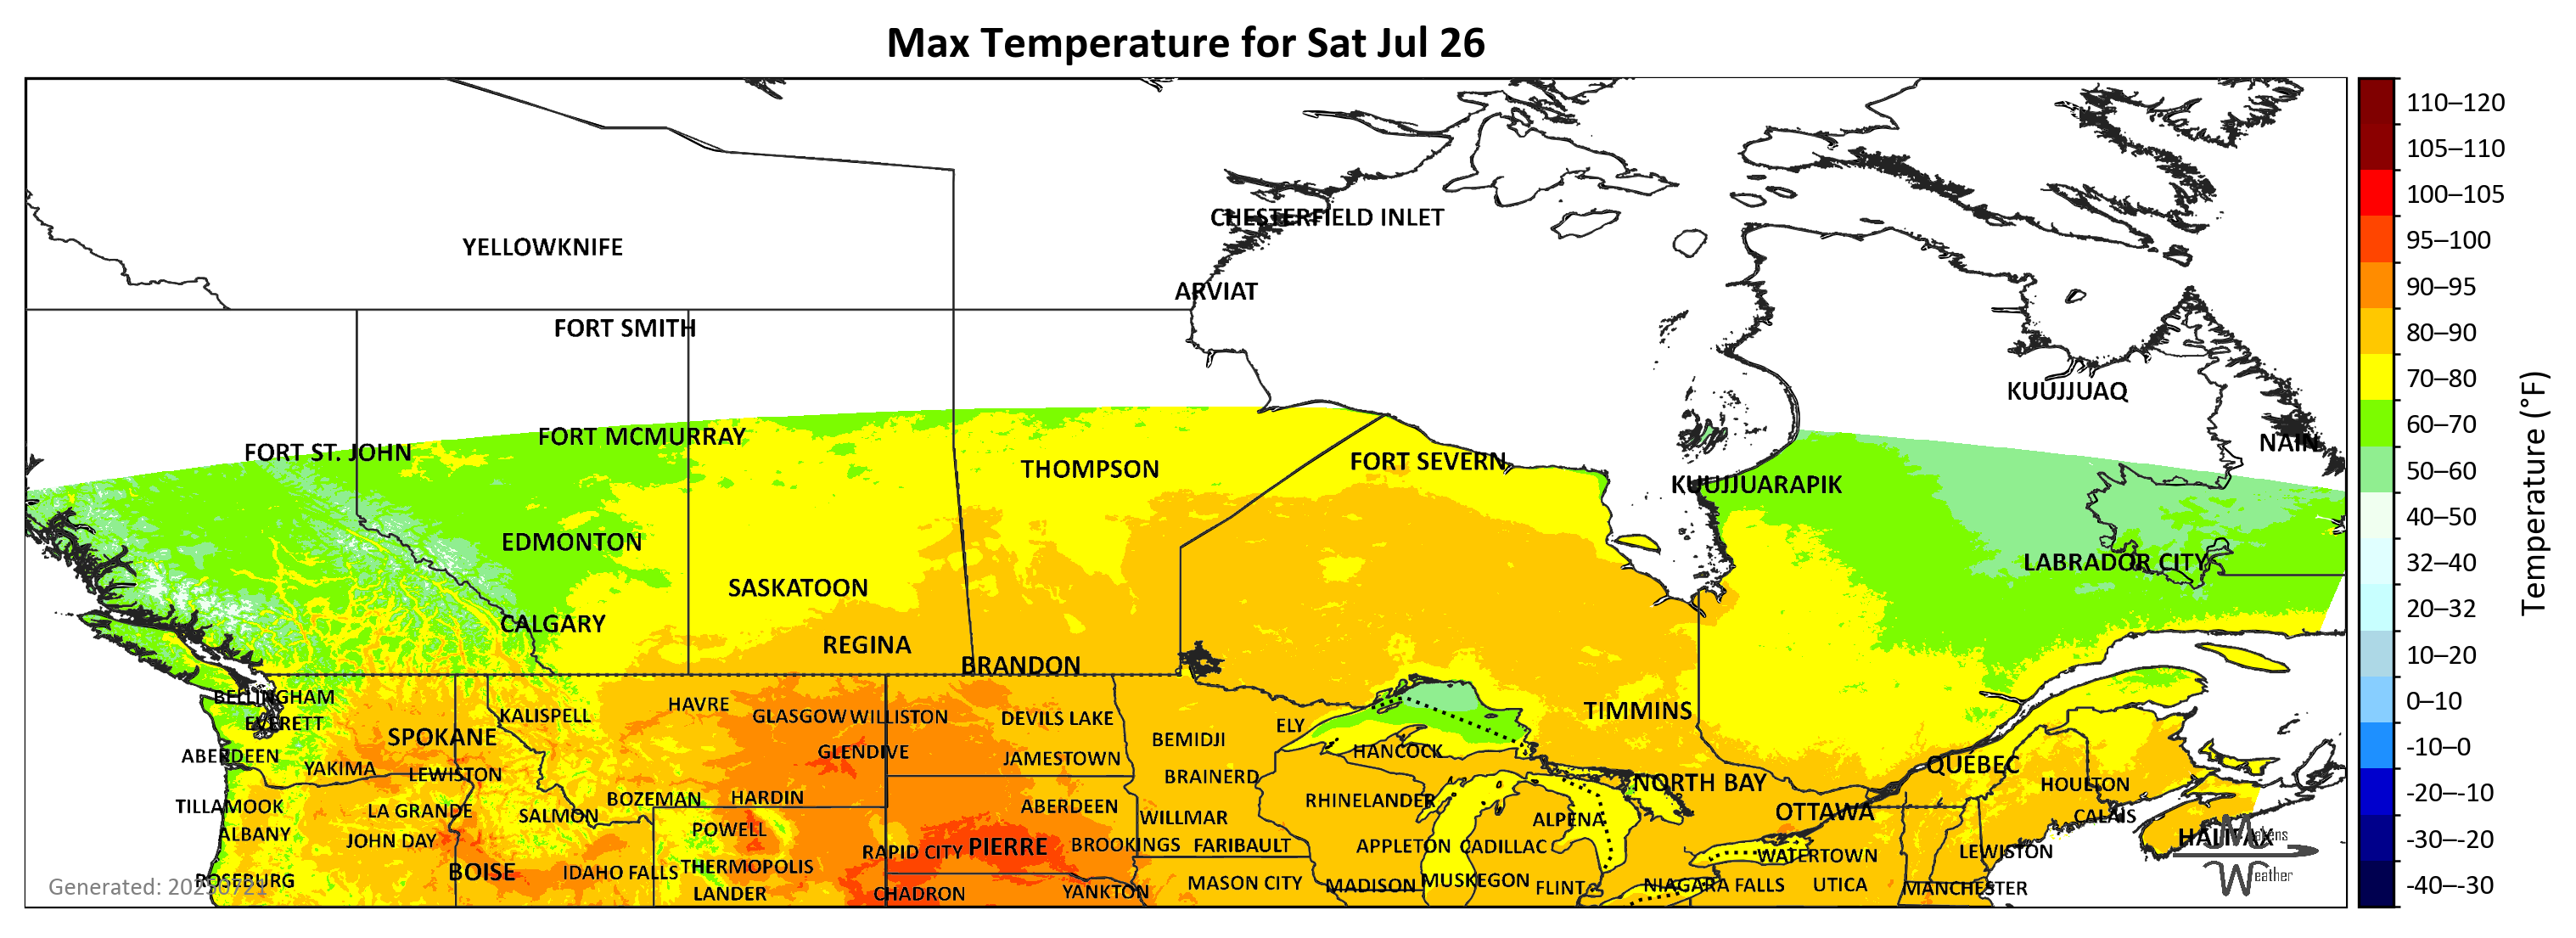 Max Temperature for Sat Jul 26
CHESTERFIELD INLET
YELLOWKNIFE
ARVIAT
FORT SMITH
KUUJJUAQ
FORT MCMURRAY
NAIN
FORT ST. JOHN
FORT SEVERN
THOMPSON
KUUJJUARAPIK
EDMONTON
LABRADOR CITY
SASKATOON
CALGARY
REGINA
BRANDON
BELLINGHAM
HAVRE
KALISPELL
GLASGOW WILLISTON
DEVILS LAKE
TIMMINS
EVERETT
ELY
SPOKANE
BEMIDJI
GLENDIVE
HANCOCK
ABERDEEN
JAMESTOWN
QUÉBEC
YAKIMA
LEWISTON
BRAINERD
NORTH BAY
HOULTON
BOZEMAN
HARDIN
RHINELANDER
TILLAMOOK
ABERDEEN
LA GRANDE
OTTAWA
SALMON
WILLMAR
CALAIS
ALPENA
POWELL
ALBANY
HALIFAX
JOHN DAY
RAPID CITY
PIERRE
BROOKINGS
FARIBAULT
APPLETON
CADILLAC
LEWISTON
WATERTOWN
THERMOPOLIS
BOISE
IDAHO FALLS
ROSEBURG
MUSKEGON
MASON CITY
MADISON
FLINT
NIAGARA FALLS
UTICA
MANCHESTER
LANDER
CHADRON
YANKTON
Generated: 20250721
Makens
Weather
110–120
105–110
100–105
95–100
90–95
80–90
70–80
60–70
50–60
40–50
32–40
20–32
10–20
0–10
-10–0
-20–-10
-30–-20
-40–-30
Temperature (°F)